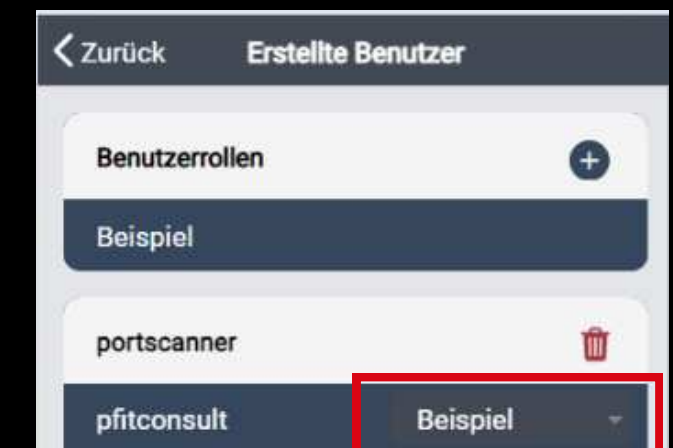 Zurück Erstellte Benutzer
Benutzerrollen
Beispiel
portscanner
pfitconsult Beispiel